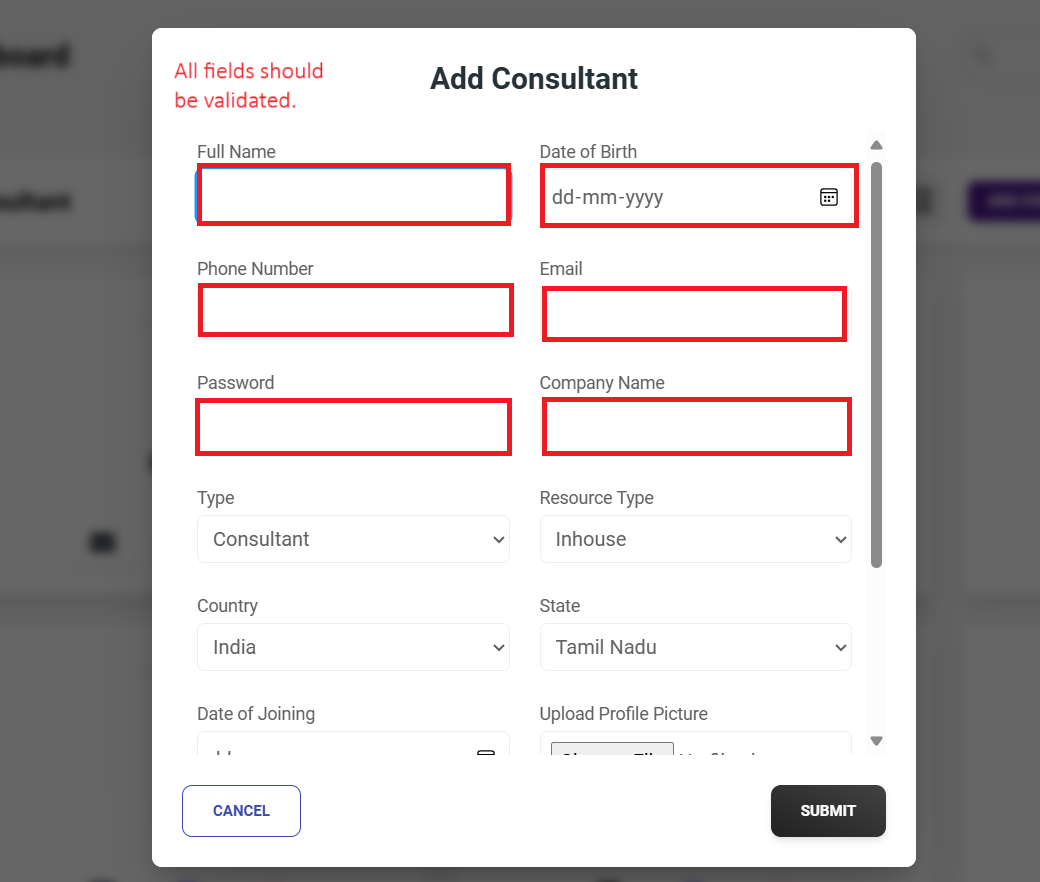 All fields should
be validated.
Add Consultant
Full Name
Date of Birth
dd-mm-yyyy
Phone Number
Email
Password
Company Name
Type
Resource Type
Consultant
Inhouse
Country
State
India
Tamil Nadu
Date of Joining
Upload Profile Picture
CANCEL
SUBMIT